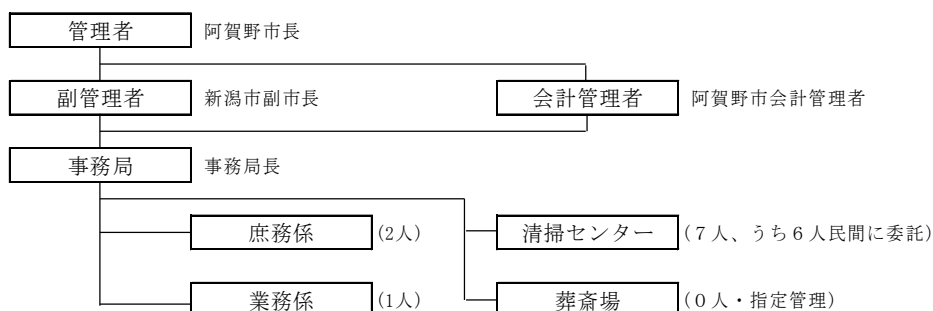 管理者 阿賀野市長
副管理者 新潟市副市長 会計管理者 阿賀野市会計管理者
事務局 事務局長
庶務係 (2人) 清掃センター (７人、うち６人民間に委託)
業務係 (1人) 葬斎場 (０人・指定管理)